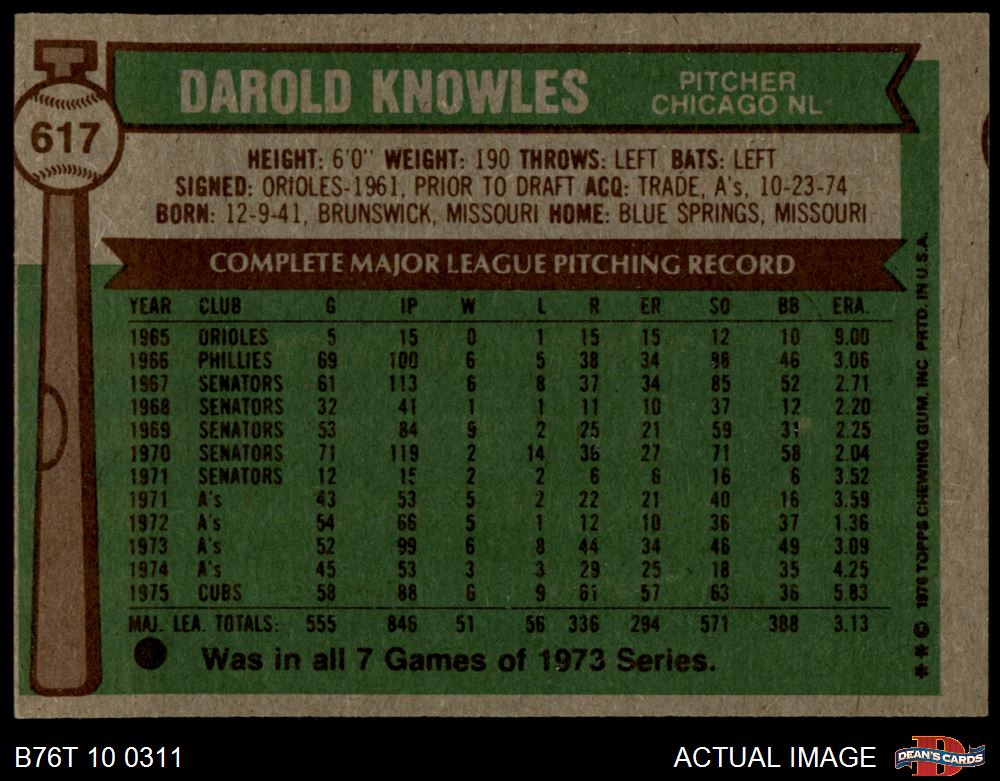 617
DAROLD KNOWLES
PITCHER
CHICAGO NL
HEIGHT: 6'0" WEIGHT: 190 THROWS: LEFT BATS: LEFT
SIGNED: ORIOLES-1961, PRIOR TO DRAFT ACQ: TRADE, A's, 10-23-74
BORN: 12-9-41, BRUNSWICK, MISSOURI HOME: BLUE SPRINGS, MISSOURI
COMPLETE MAJOR LEAGUE PITCHING RECORD
YEAR CLUB G IP W L R ER SO BB ERA.
1965 ORIOLES 5 15 0 1 15 15 12 10 9.00
1966 PHILLIES 69 100 6 5 38 34 98 46 3.06
1967 SENATORS 61 113 6 8 37 34 85 52 2.71
1968 SENATORS 32 41 1 1 11 10 37 12 2.20
1969 SENATORS 53 84 9 2 25 21 59 31 2.25
1970 SENATORS 71 119 2 14 36 27 71 58 2.04
1971 SENATORS 12 15 2 2 6 6 16 6 3.52
1971 A's 43 53 5 2 22 21 40 16 3.59
1972 A's 54 66 5 1 12 10 36 37 1.36
1973 A's 52 99 6 8 44 34 46 49 3.09
1974 A's 45 53 3 3 29 25 18 35 4.25
1975 CUBS 58 88 6 9 61 57 63 36 5.83
MAJ. LEA. TOTALS: 555 846 51 56 336 294 571 388 3.13
Was in all 7 Games of 1973 Series.
** © 1976 TOPPS CHEWING GUM, INC PRTD. IN U.S.A.
B76T 10 0311
ACTUAL IMAGE
D
DEAN'S CARDS